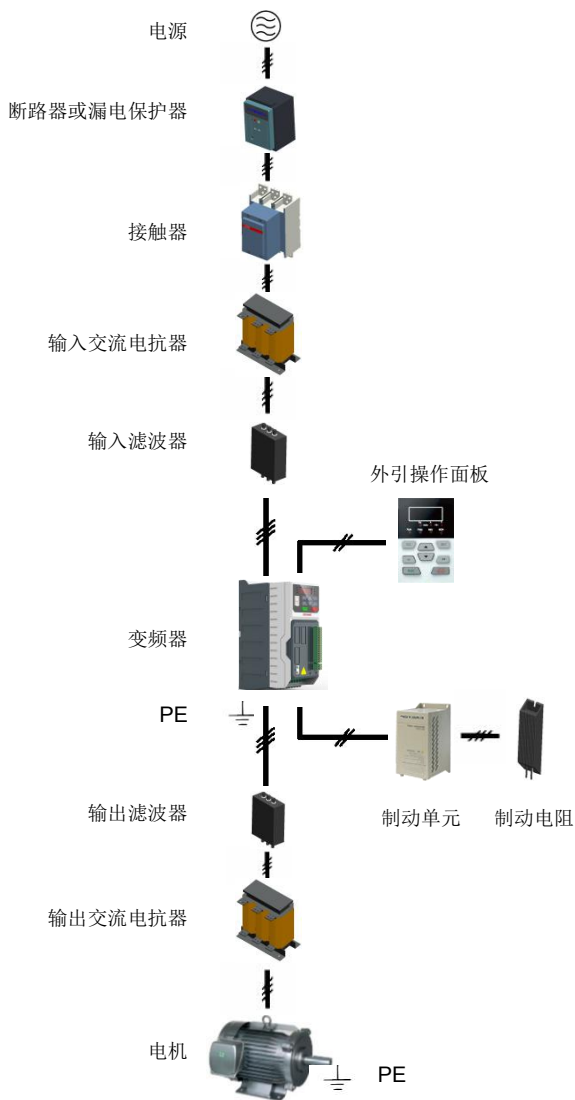 电源
断路器或漏电保护器
接触器
输入交流电抗器
输入滤波器
外引操作面板
变频器
PE
输出滤波器
制动单元
制动电阻
输出交流电抗器
电机
PE